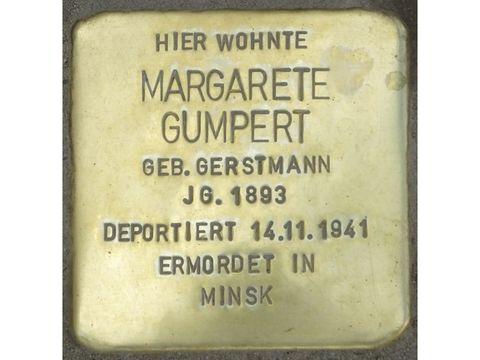 HIER WOHNTE
MARGARETE
GUMPERT
GEB. GERSTMANN
JG. 1893
DEPORTIERT 14.11.1941
ERMORDET IN
MINSK